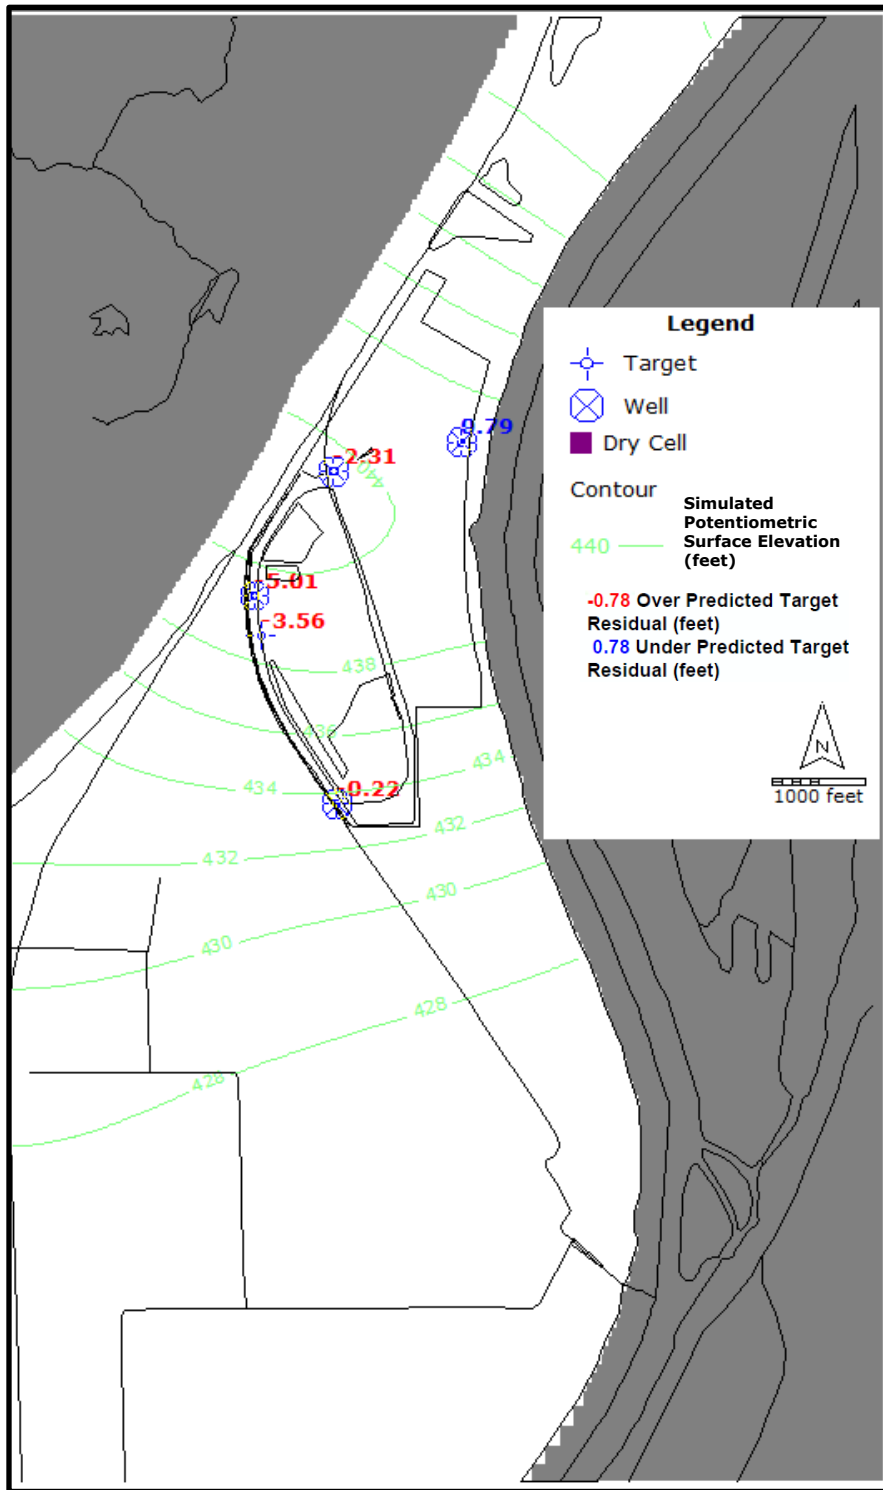 Legend
Target
Well
Dry Cell
Contour
Simulated
Potentiometric
Surface Elevation
(feet)
440
-0.78 Over Predicted Target
Residual (feet)
0.78 Under Predicted Target
Residual (feet)
N
1000 feet
0.79
-2.31
440
-5.01
-3.56
438
436
434
434
-0.22
432
432
430
430
428
428